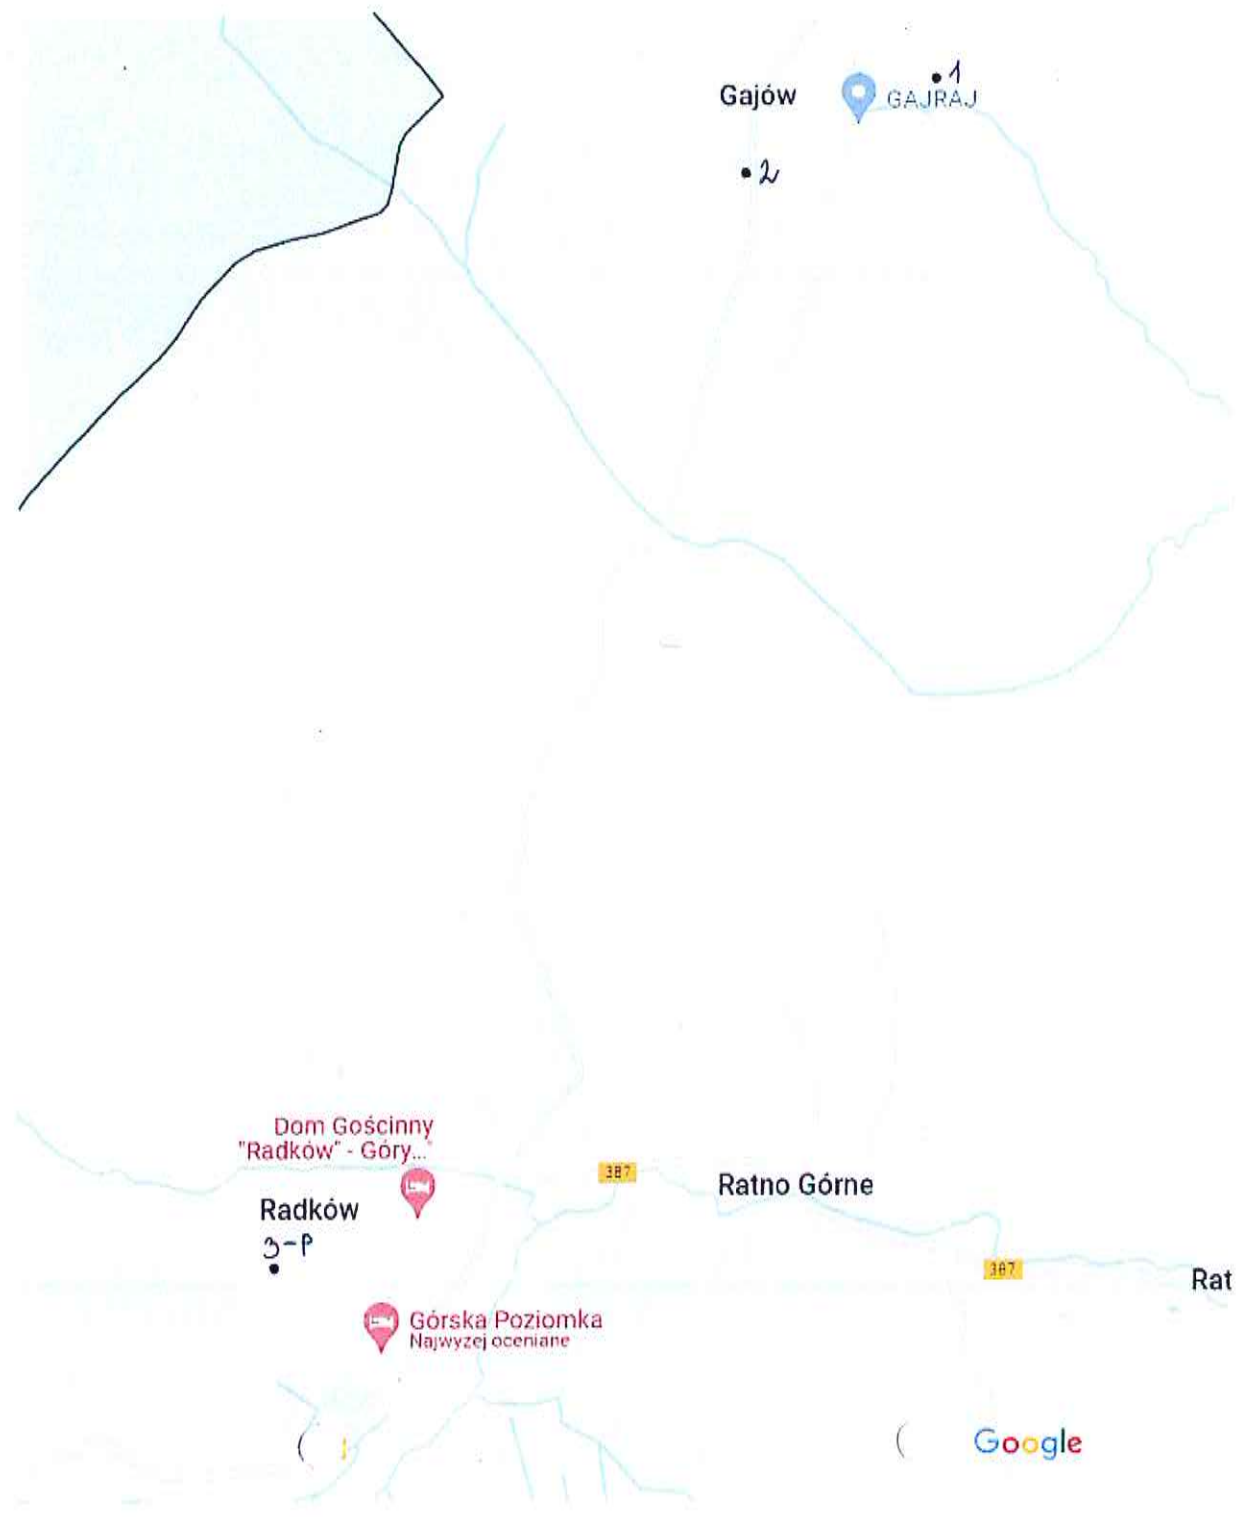 1
Gajów
GAJRAJ
2
Dom Gościnny
"Radków" - Góry..."
387
Ratno Górne
Radków
3-P
387
Rat
Górska Poziomka
Najwyzej oceniane
Google